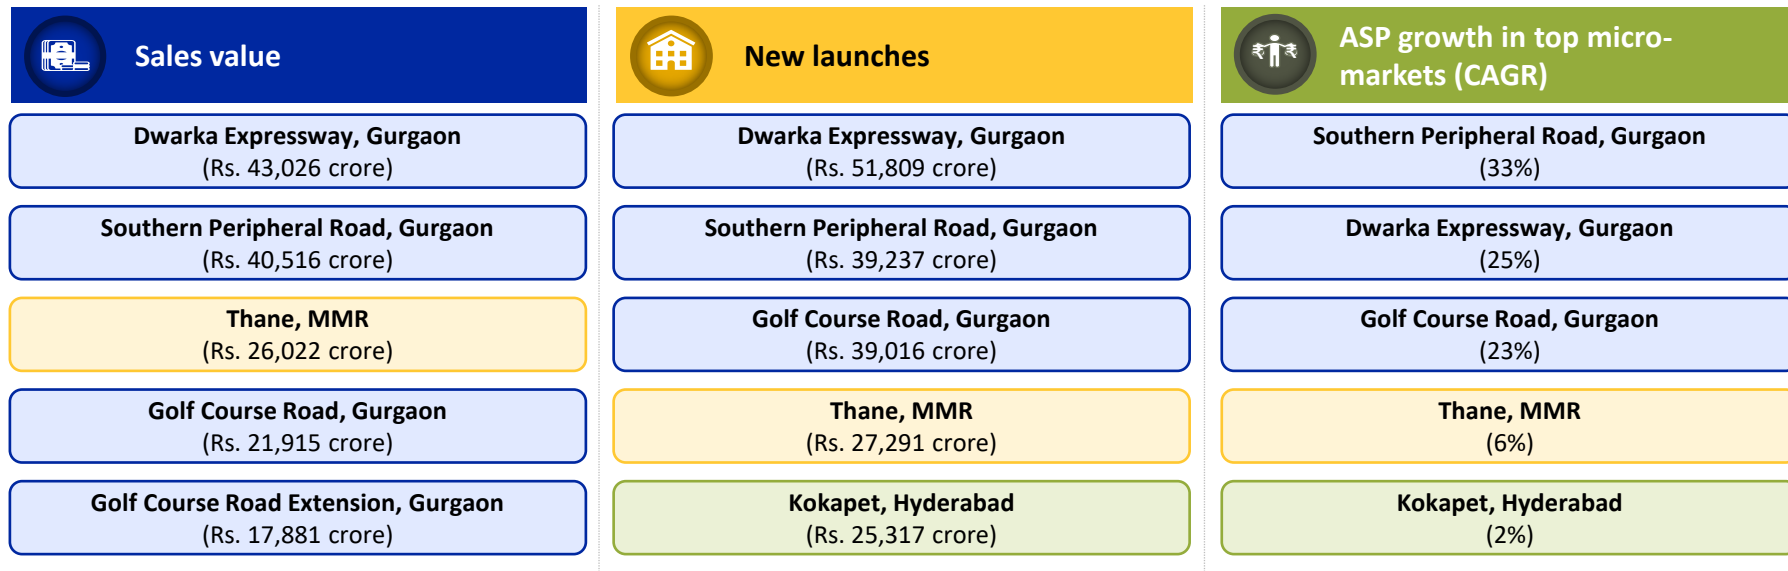 Sales value
Dwarka Expressway, Gurgaon
(Rs. 43,026 crore)
Southern Peripheral Road, Gurgaon
(Rs. 40,516 crore)
Thane, MMR
(Rs. 26,022 crore)
Golf Course Road, Gurgaon
(Rs. 21,915 crore)
Golf Course Road Extension, Gurgaon
(Rs. 17,881 crore)
New launches
Dwarka Expressway, Gurgaon
(Rs. 51,809 crore)
Southern Peripheral Road, Gurgaon
(Rs. 39,237 crore)
Golf Course Road, Gurgaon
(Rs. 39,016 crore)
Thane, MMR
(Rs. 27,291 crore)
Kokapet, Hyderabad
(Rs. 25,317 crore)
₹ ₹
ASP growth in top micro-
markets (CAGR)
Southern Peripheral Road, Gurgaon
(33%)
Dwarka Expressway, Gurgaon
(25%)
Golf Course Road, Gurgaon
(23%)
Thane, MMR
(6%)
Kokapet, Hyderabad
(2%)